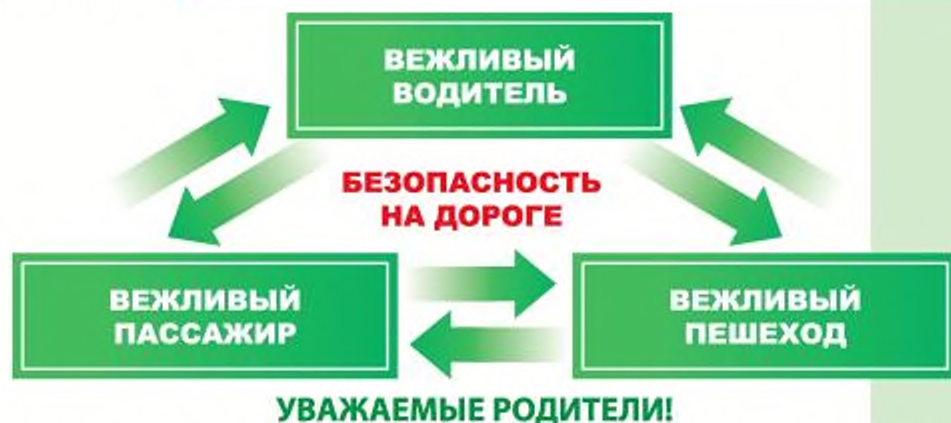 ВЕЖЛИВЫЙ
ВОДИТЕЛЬ
БЕЗОПАСНОСТЬ
НА ДОРОГЕ
ВЕЖЛИВЫЙ
ПАССАЖИР
ВЕЖЛИВЫЙ
ПЕШЕХОД
УВАЖАЕМЫЕ РОДИТЕЛИ!